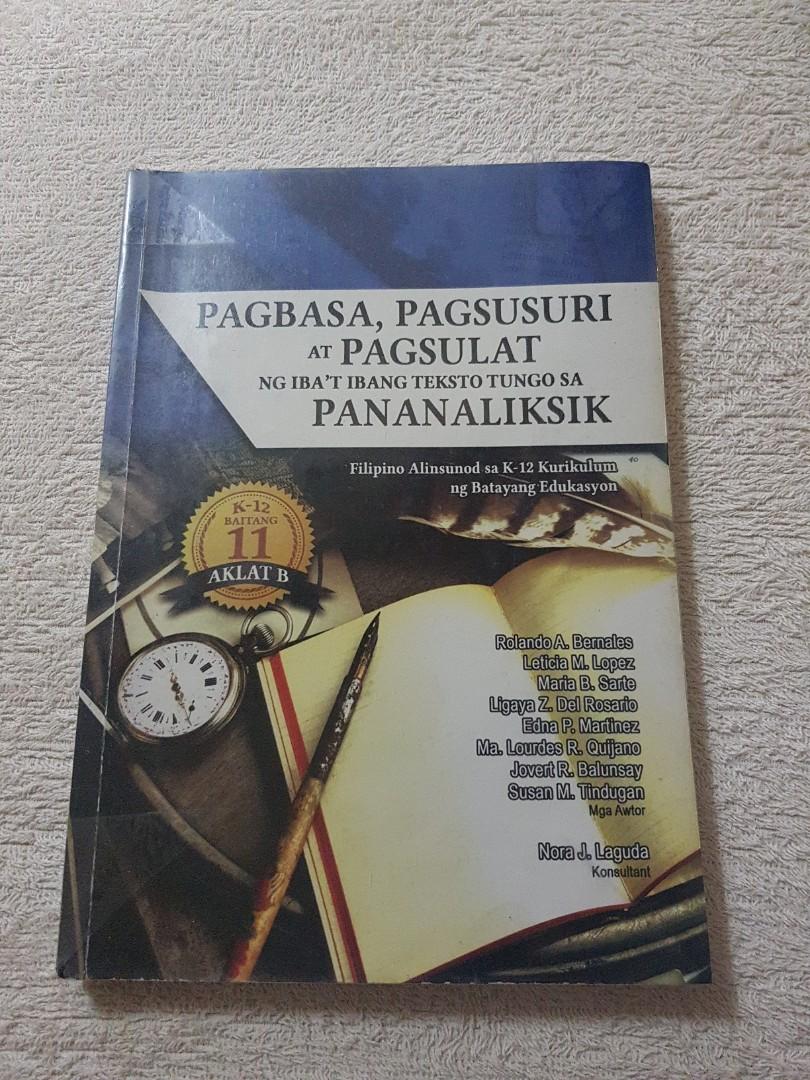 PAGBASA, PAGSUSURI
AT PAGSULAT
NG IBA'T IBANG TEKSTO TUNGO SA
PANANALIKSIK
Filipino Alinsunod sa K-12 Kurikulum
ng Batayang Edukasyon
K-12
BAITANG
11
AKLAT B
Rolando A. Bernales
Leticia M. Lopez
Maria B. Sarte
Ligaya Z. Del Rosario
Edna P. Martinez
Ma. Lourdes R. Quijano
Jovert R. Balunsay
Susan M. Tindugan
Mga Awtor
Nora J. Laguda
Konsultant